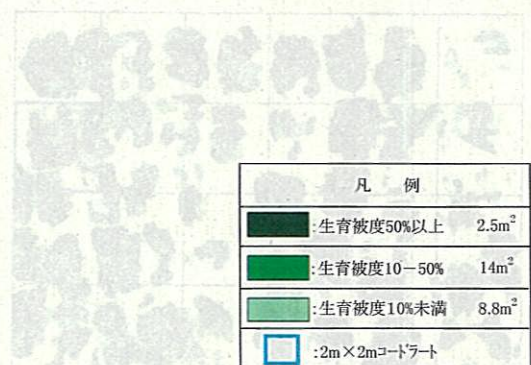 凡 例
:生育被度50%以上 2.5m²
:生育被度10-50% 14m²
:生育被度10%未満 8.8m²
:2m×2mコードラート